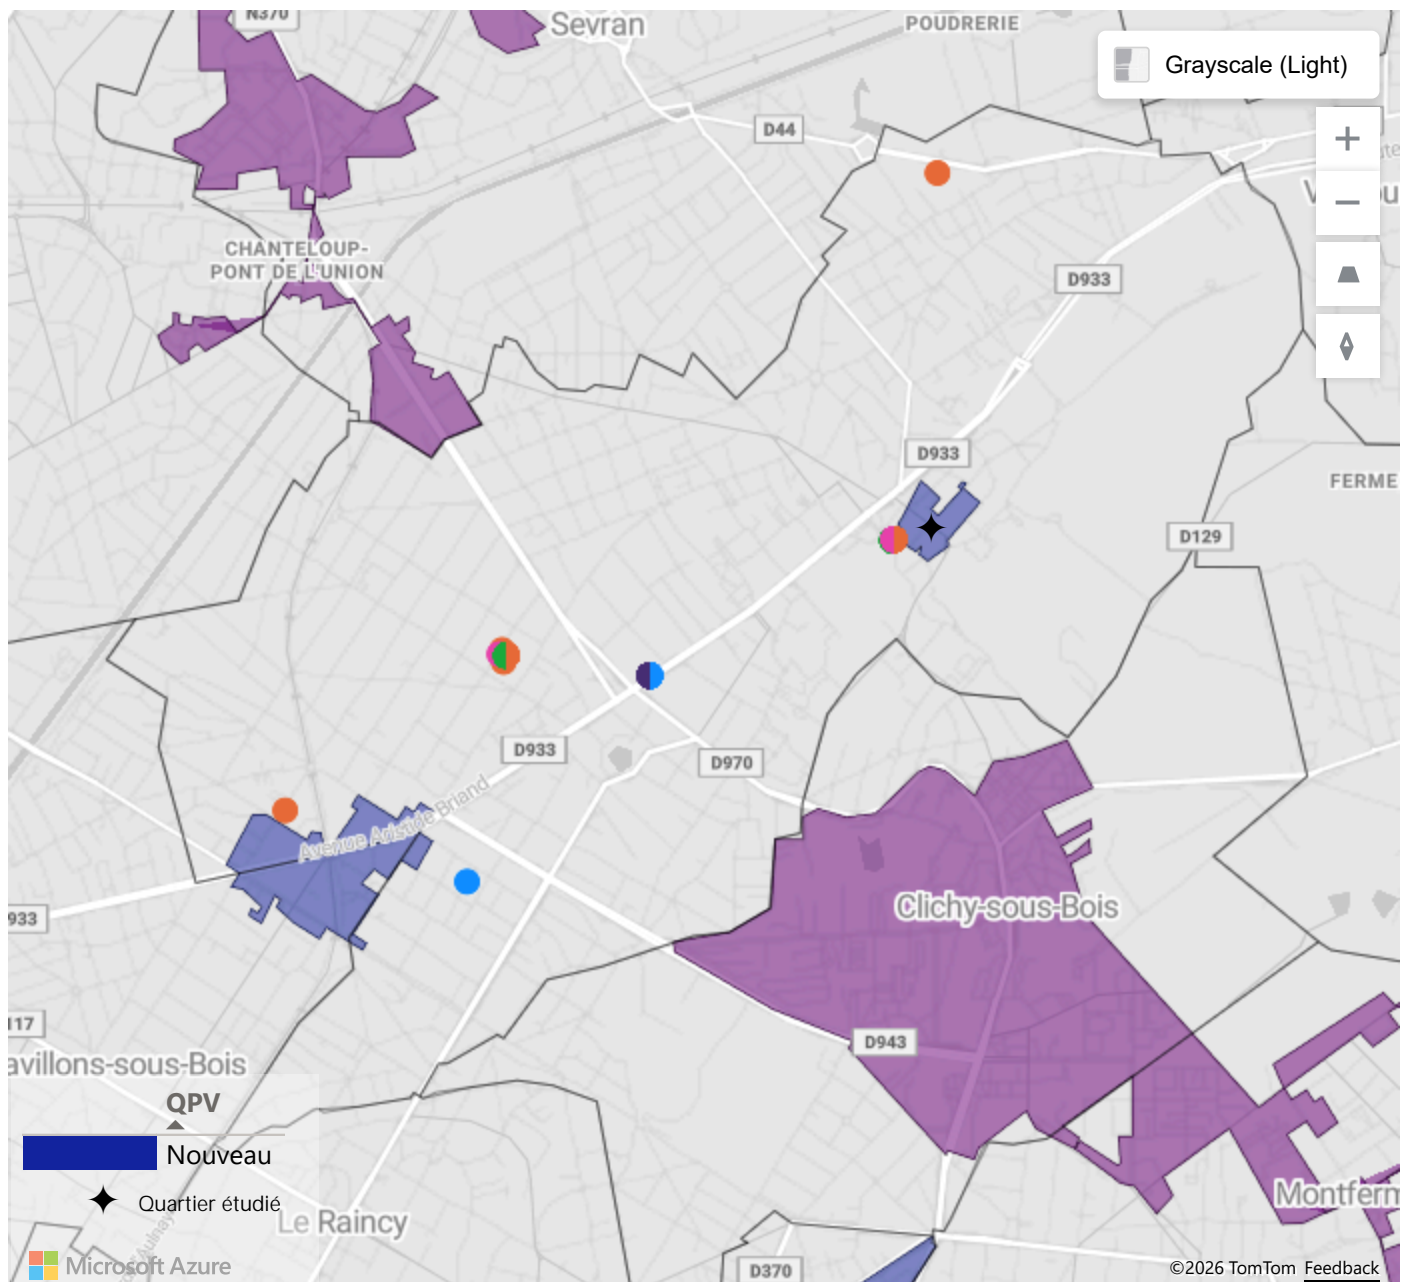 N370
Sevran
POUDRERIE
Grayscale (Light)
D44
CHANTELOUP-
PONT DE L'UNION
D933
D933
FERME
D129
D933
D970
Avenue Aristide Briand
Clichy-sous-Bois
933
117
avillons-sous-Bois
D943
QPV
Nouveau
Quartier étudié
Montferm
Le Raincy
Microsoft Azure
D370
©2026 TomTom Feedback